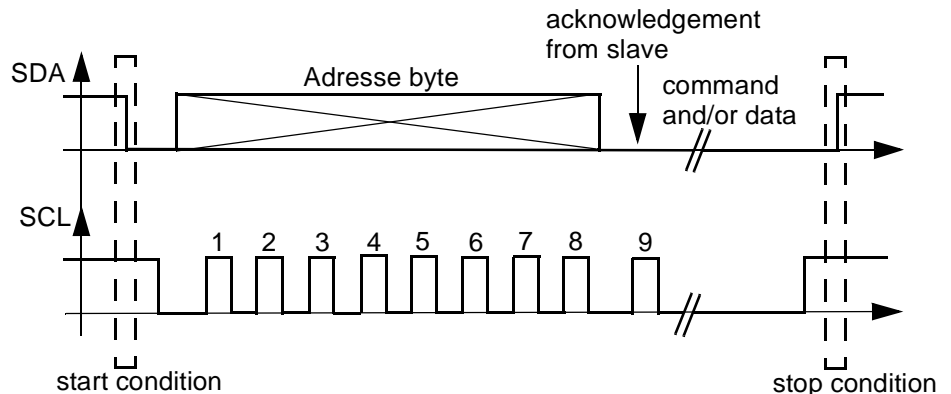 acknowledgement
from slave
SDA
Adresse byte
command
and/or data
SCL
1 2 3 4 5 6 7 8 9
start condition
stop condition